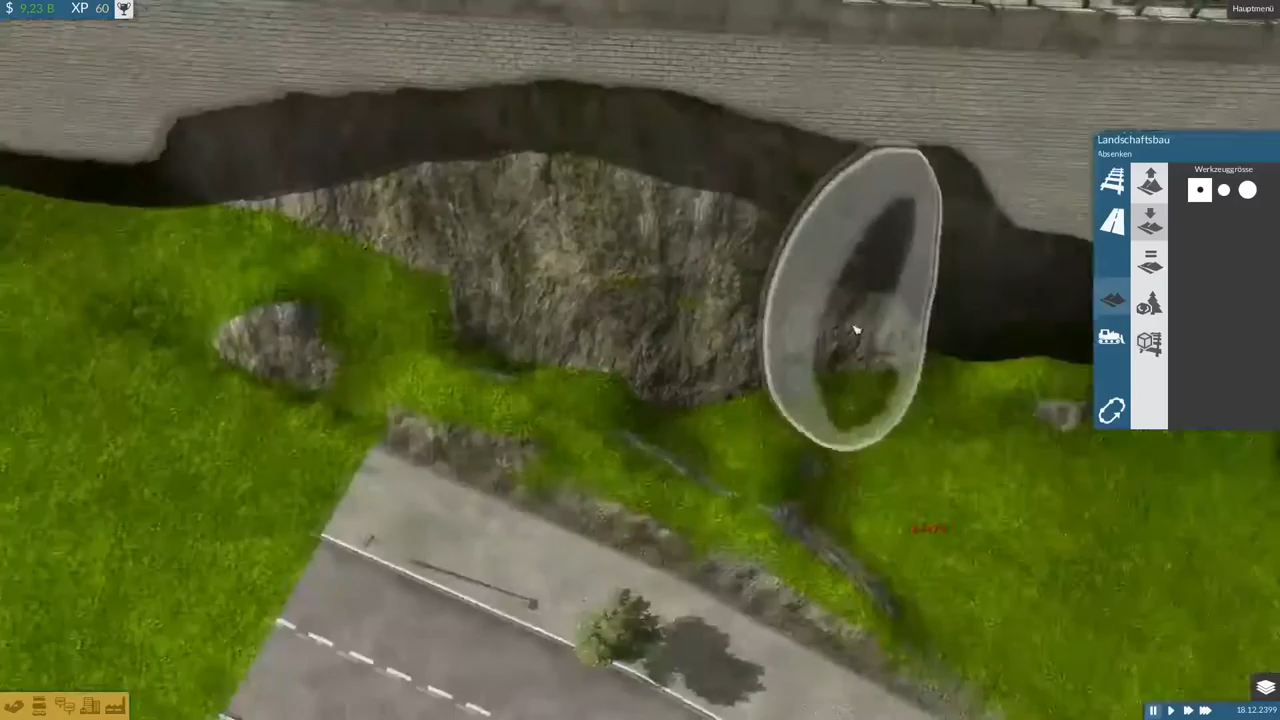 $ 9,23 B XP 60
Hauptmenü
Landschaftsbau
Absenken
Werkzeuggrösse
18.12.2399